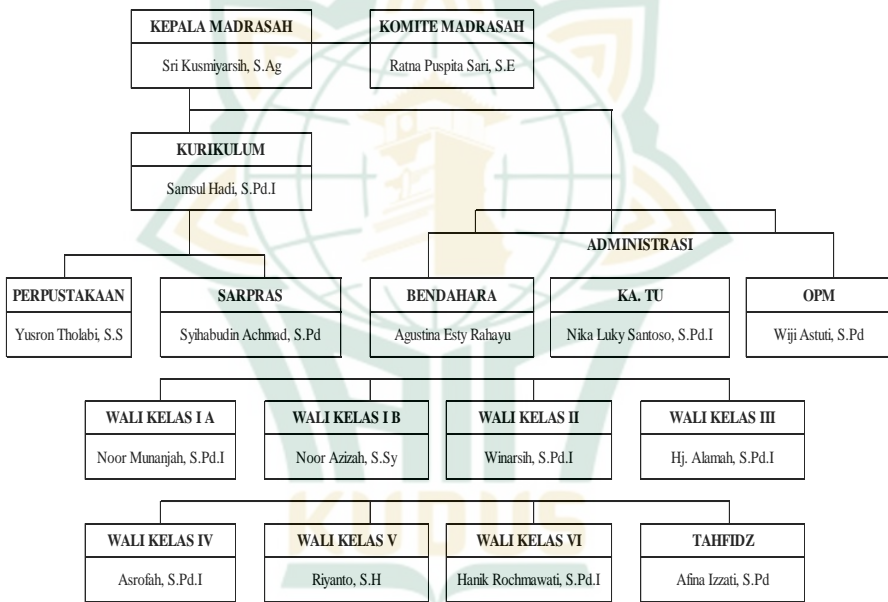 KEPALA MADRASAH
Sri Kusmiyarsih, S.Ag
KOMITE MADRASAH
Ratna Puspita Sari, S.E
KURIKULUM
Samsul Hadi, S.Pd.I
ADMINISTRASI
PERPUSTAKAAN
Yusron Tholabi, S.S
SARPRAS
Syihabudin Achmad, S.Pd
BENDAHARA
Agustina Esty Rahayu
KA. TU
Nika Luky Santoso, S.Pd.I
OPM
Wiji Astuti, S.Pd
WALI KELAS I A
Noor Munanjah, S.Pd.I
WALI KELAS I B
Noor Azizah, S.Sy
WALI KELAS II
Winarsih, S.Pd.I
WALI KELAS III
Hj. Alamah, S.Pd.I
WALI KELAS IV
Asrofah, S.Pd.I
WALI KELAS V
Riyanto, S.H
WALI KELAS VI
Hanik Rochmawati, S.Pd.I
TAHFIDZ
Afina Izzati, S.Pd
KUDUS